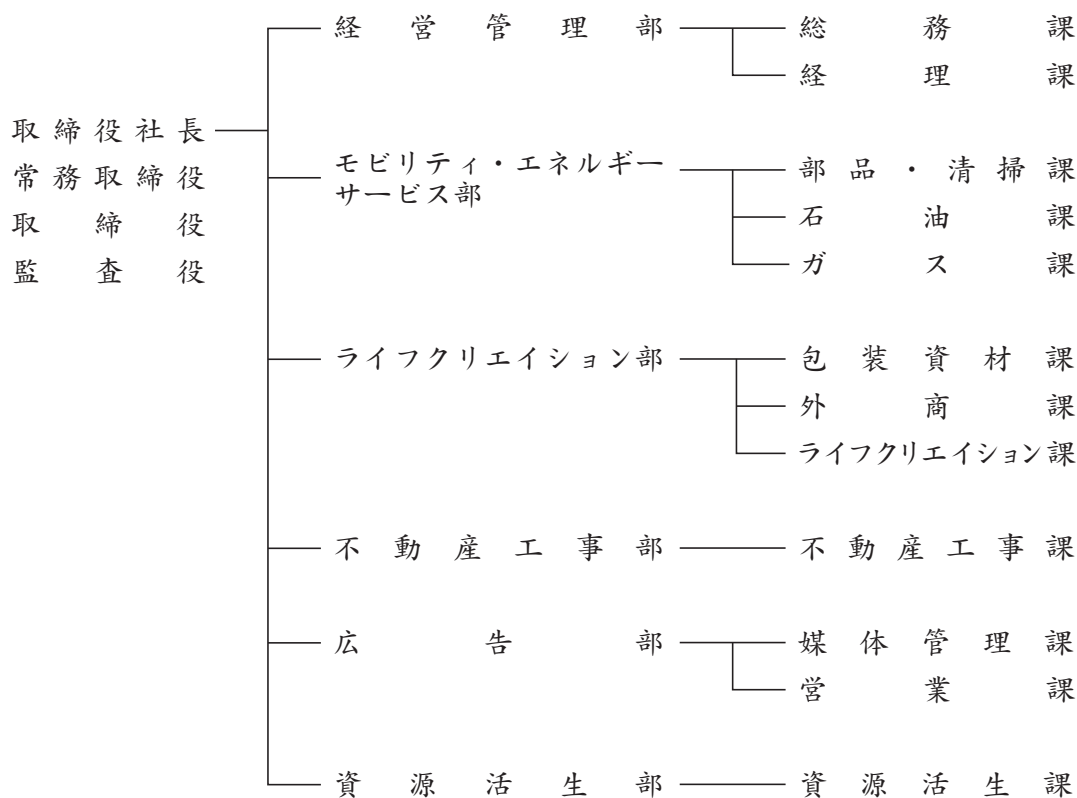 取締役社長
常務取締役
取締役
監査役
経営管理部
総務課
経理課
モビリティ・エネルギー
サービス部
部品・清掃課
石油課
ガス課
ライフクリエイション部
包装資材課
外商課
ライフクリエイション課
不動産工事部
不動産工事課
広告部
媒体管理課
営業課
資源活生部
資源活生課